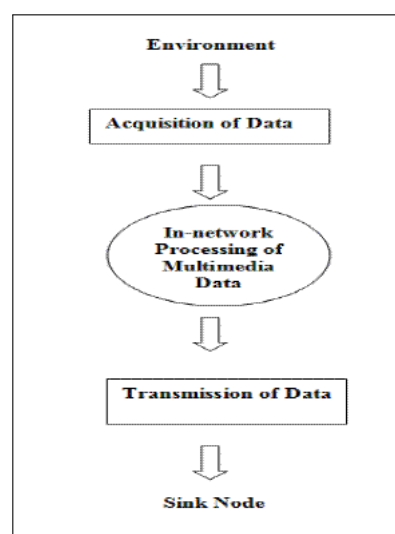 Environment
Acquisition of Data
In-network
Processing of
Multimedia
Data
Transmission of Data
Sink Node